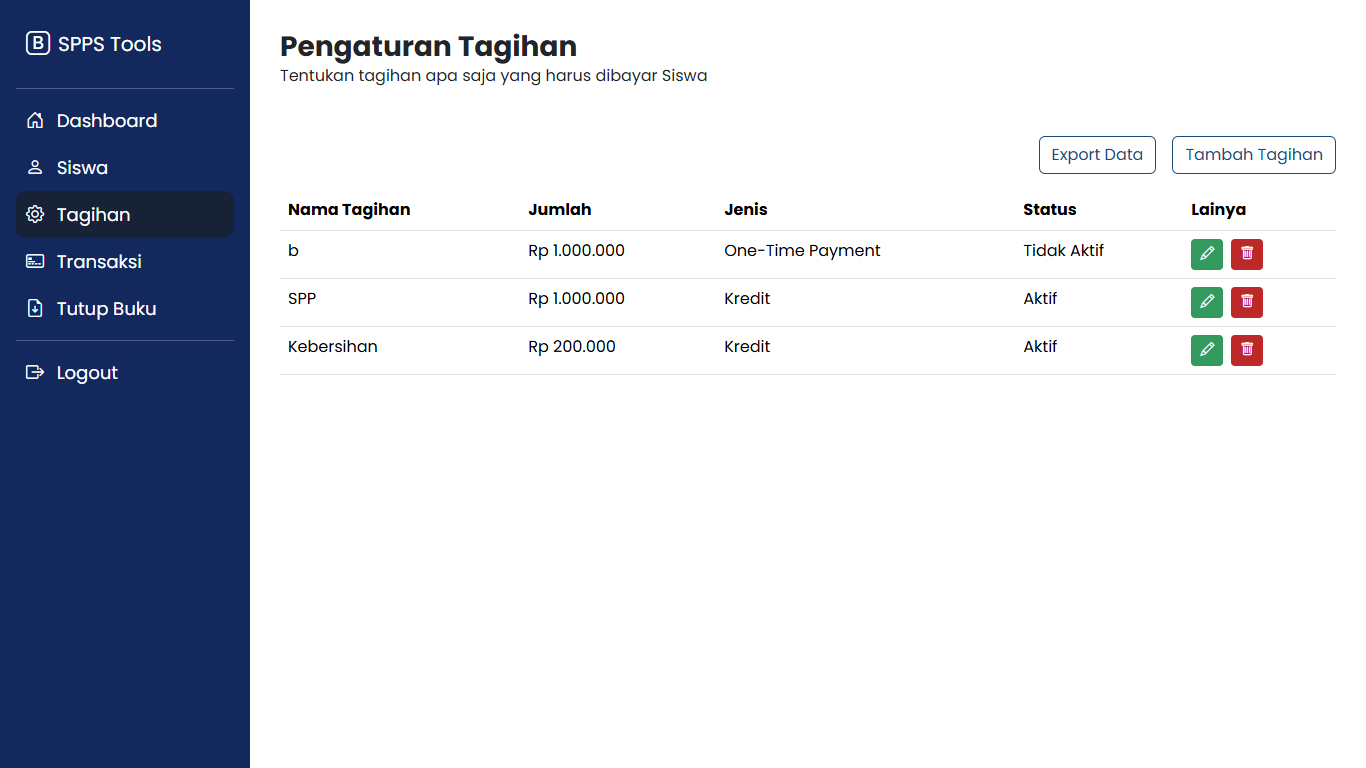 B SPPS Tools
Dashboard
Siswa
Tagihan
Transaksi
Tutup Buku
Logout
Pengaturan Tagihan
Tentukan tagihan apa saja yang harus dibayar Siswa
Export Data Tambah Tagihan
Nama Tagihan Jumlah Jenis Status Lainya
b Rp 1.000.000 One-Time Payment Tidak Aktif
SPP Rp 1.000.000 Kredit Aktif
Kebersihan Rp 200.000 Kredit Aktif